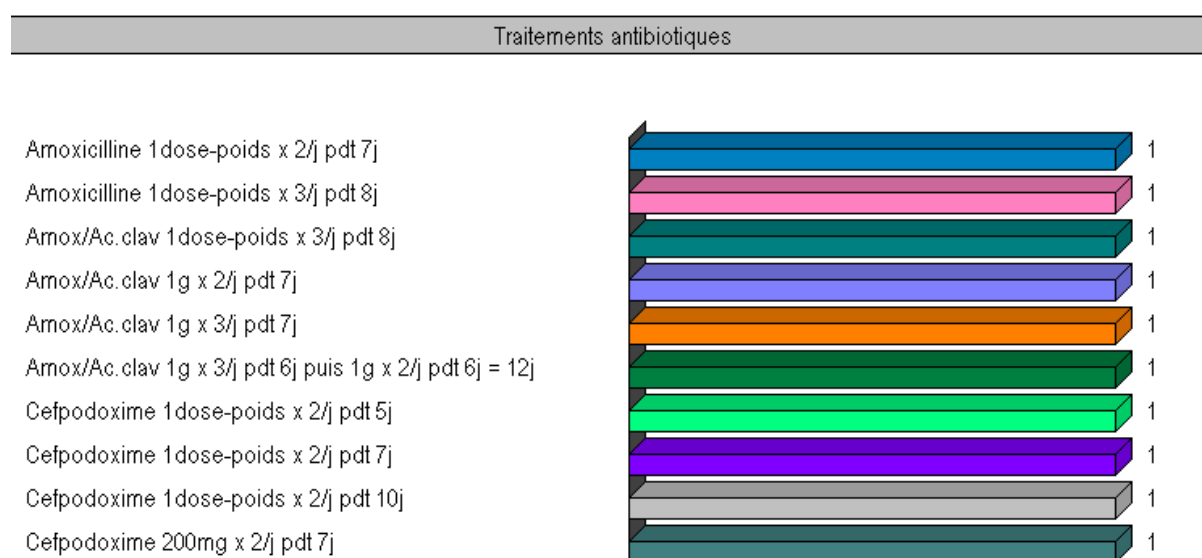 Traitements antibiotiques
Amoxicilline 1dose-poids x 2/j pdt 7j 1
Amoxicilline 1dose-poids x 3/j pdt 8j 1
Amox/Ac.clav 1dose-poids x 3/j pdt 8j 1
Amox/Ac.clav 1g x 2/j pdt 7j 1
Amox/Ac.clav 1g x 3/j pdt 7j 1
Amox/Ac.clav 1g x 3/j pdt 6j puis 1g x 2/j pdt 6j = 12j 1
Cefpodoxime 1dose-poids x 2/j pdt 5j 1
Cefpodoxime 1dose-poids x 2/j pdt 7j 1
Cefpodoxime 1dose-poids x 2/j pdt 10j 1
Cefpodoxime 200mg x 2/j pdt 7j 1